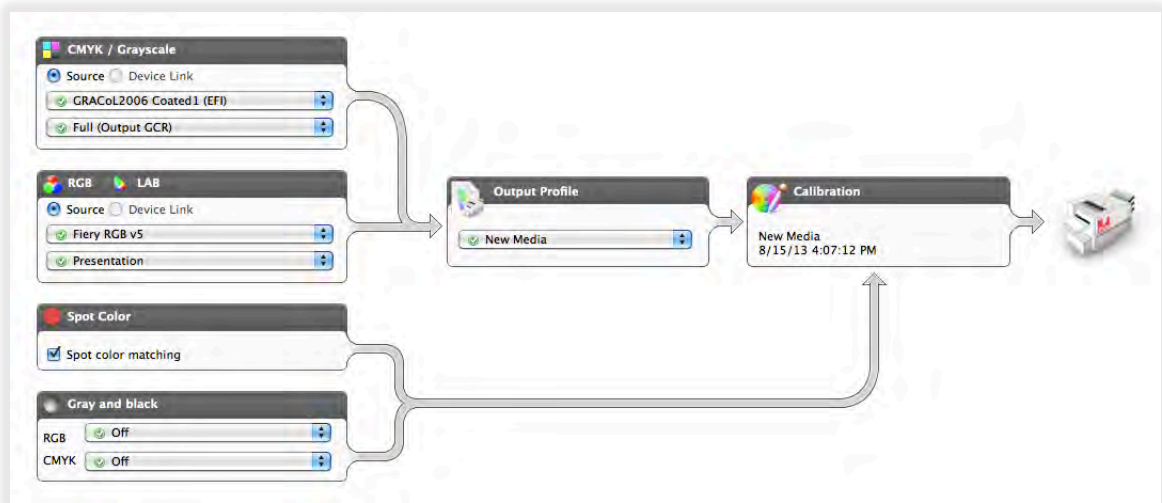 CMYK / Grayscale
Source Device Link
GRACoL2006 Coated1 (EFI)
Full (Output GCR)
RGB LAB
Source Device Link
Fiery RGB v5
Presentation
Output Profile
New Media
Calibration
New Media
8/15/13 4:07:12 PM
Spot Color
Spot color matching
Gray and black
RGB Off
CMYK Off